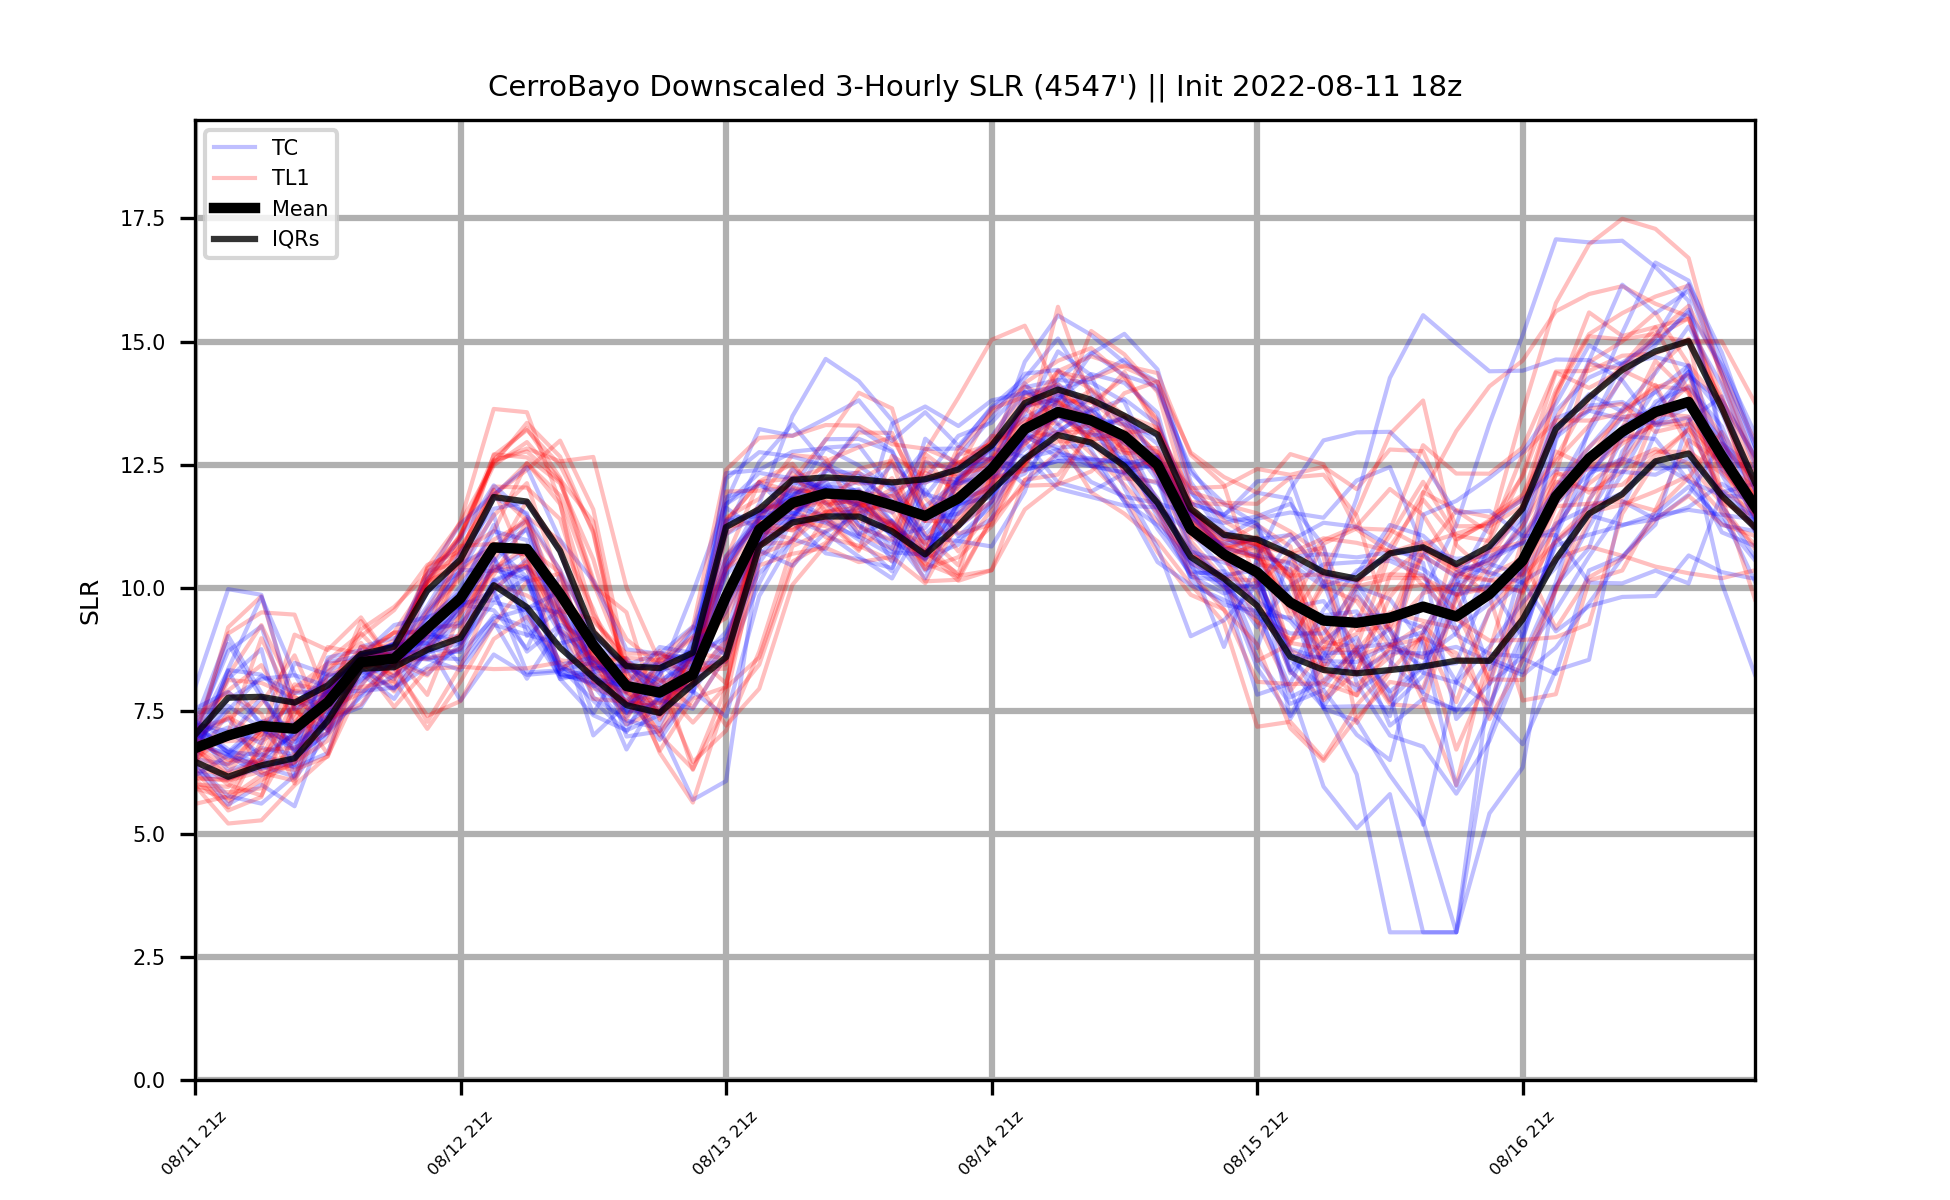 CerroBayo Downscaled 3-Hourly SLR (4547') || Init 2022-08-11 18z
TC
TL1
Mean
IQRs
SLR
17.5
15.0
12.5
10.0
7.5
5.0
2.5
0.0
08/11 21z
08/12 21z
08/13 21z
08/14 21z
08/15 21z
08/16 21z